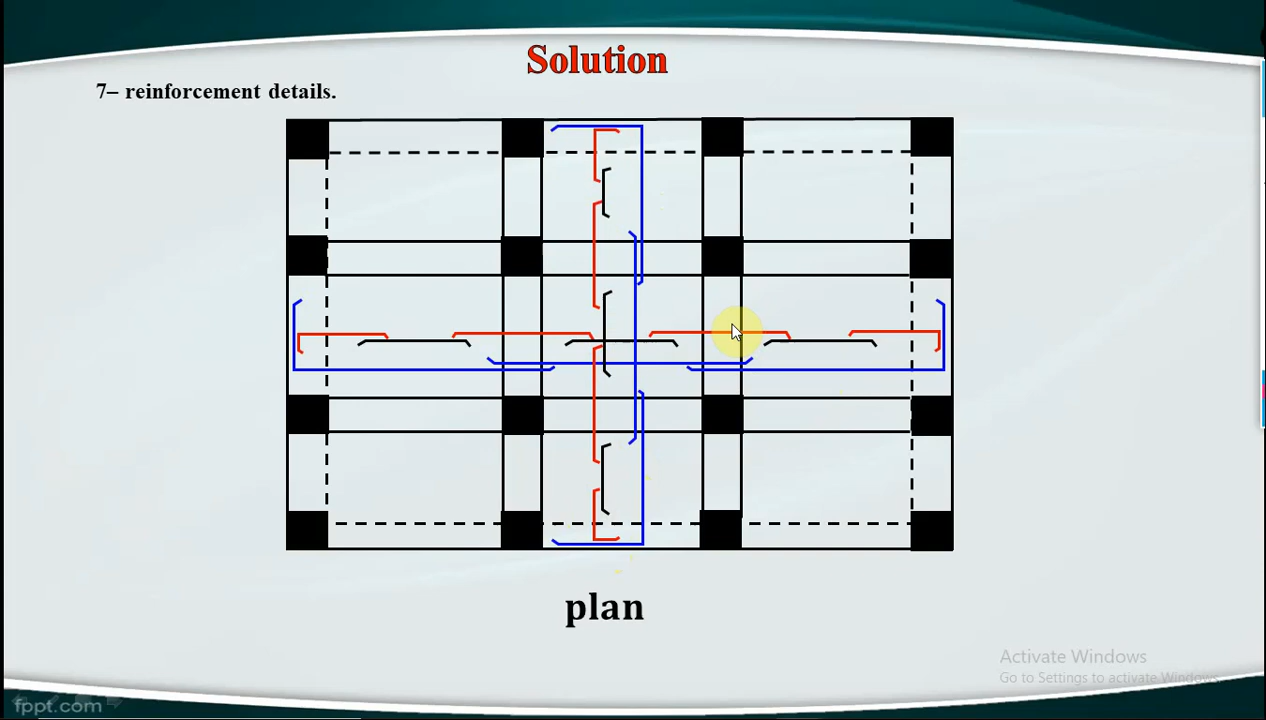 Solution
7– reinforcement details.
plan
Activate Windows
Go to Settings to activate Windows.
fppt.com